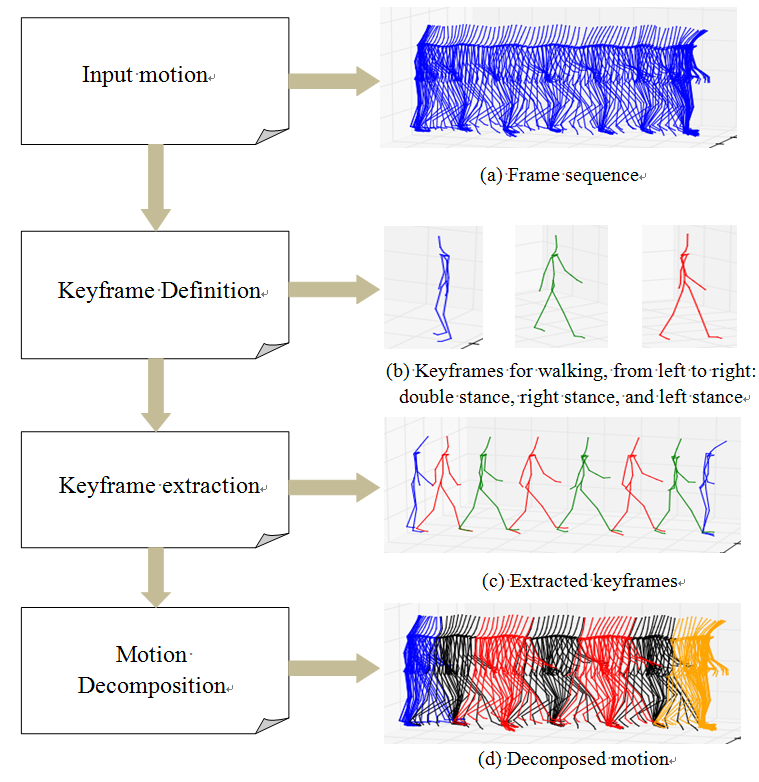 Input motion
(a) Frame sequence
Keyframe Definition
(b) Keyframes for walking, from left to right:
double stance, right stance, and left stance
Keyframe extraction
(c) Extracted keyframes
Motion
Decomposition
(d) Deconposed motion